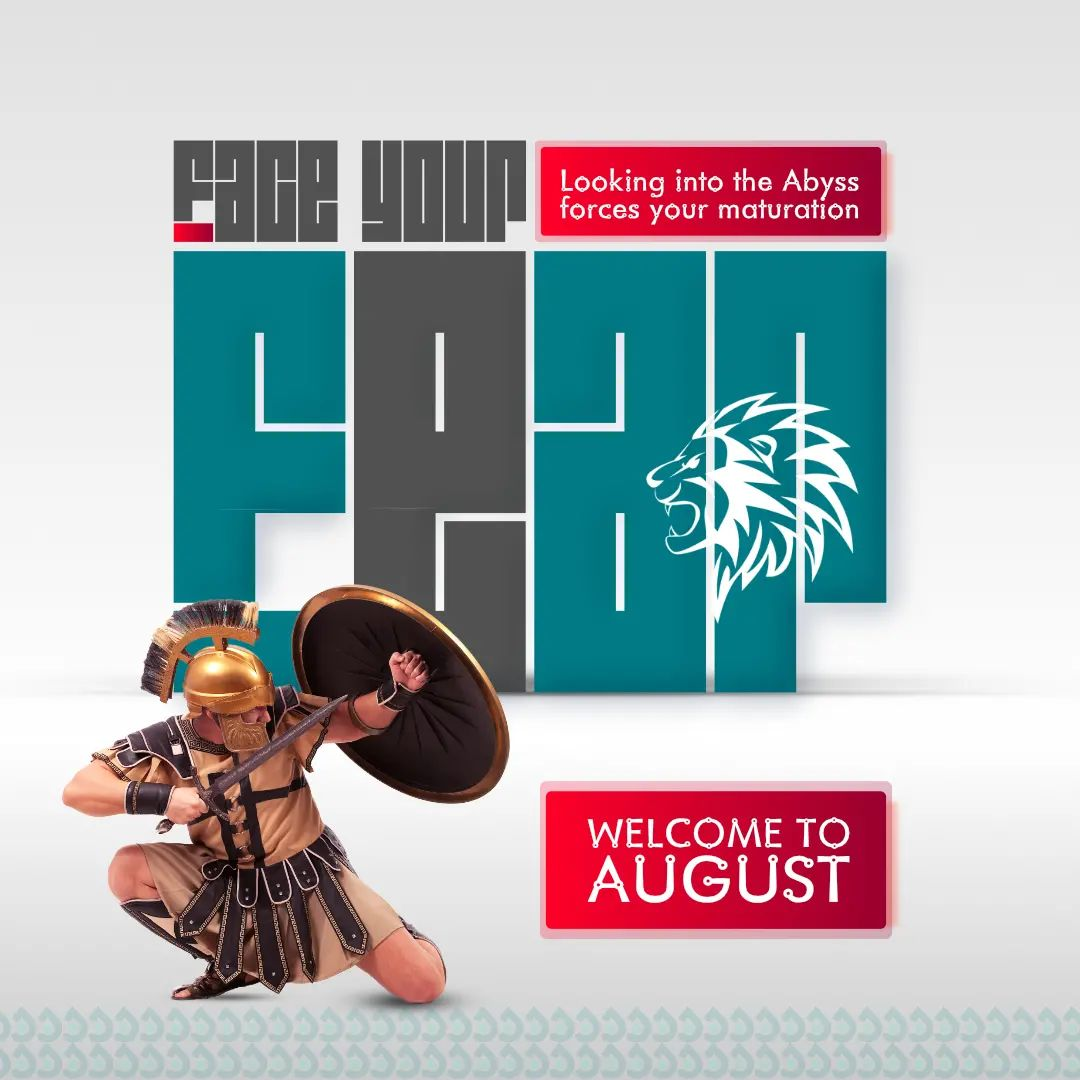 Face your
Looking into the Abyss
forces your maturation
Fear
WELCOME TO
AUGUST